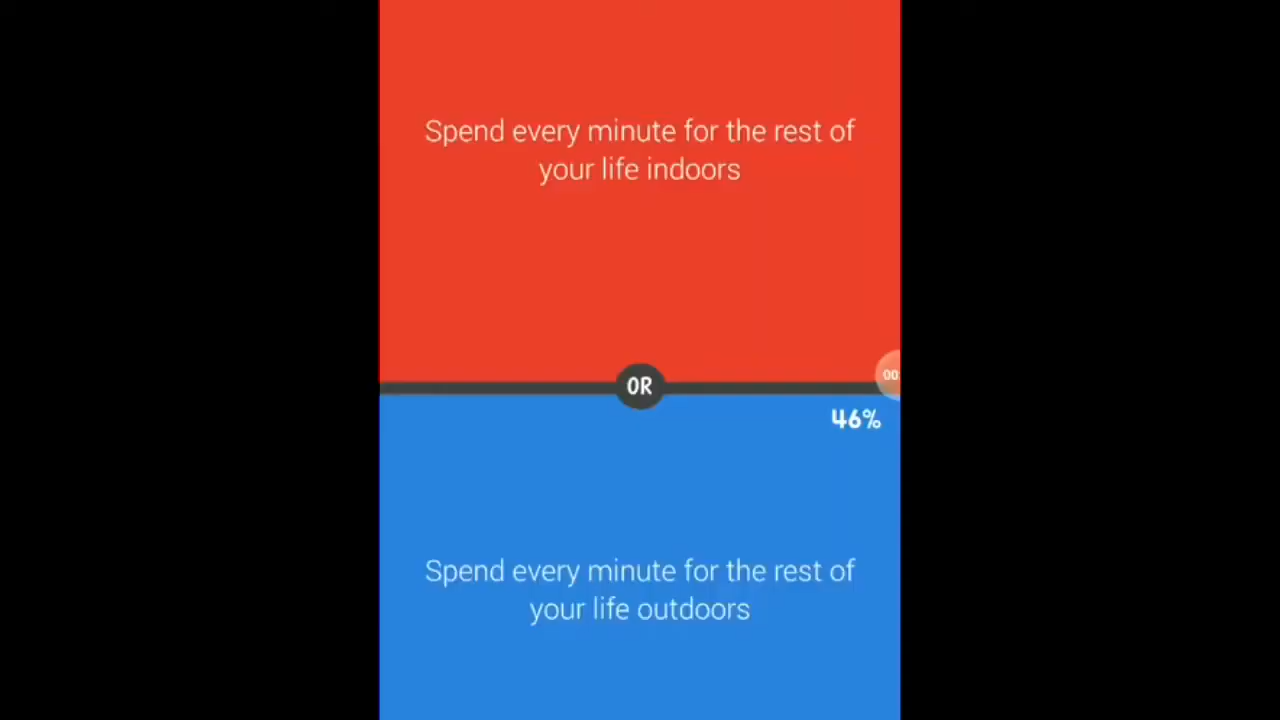 Spend every minute for the rest of
your life indoors
OR
00
46%
Spend every minute for the rest of
your life outdoors